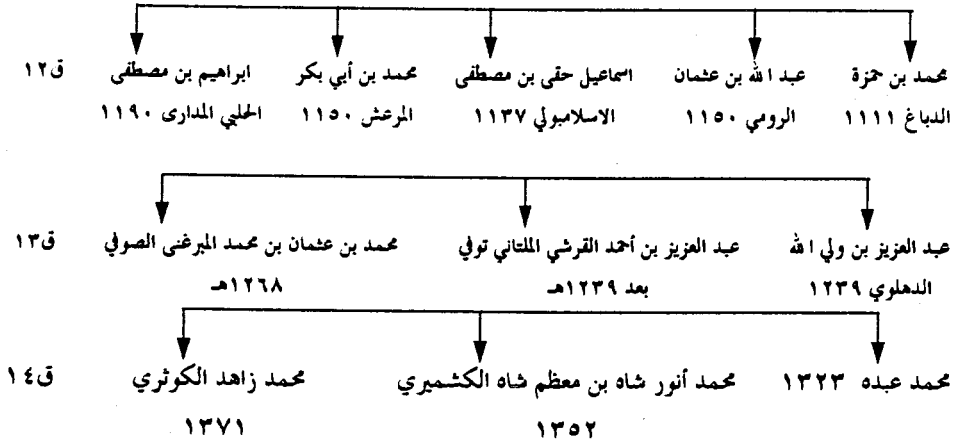 محمد بن حمزة عبد الله بن عثمان اسماعيل حقى بن مصطفى محمد بن أبي بكر ابراهيم بن مصطفى ق١٢
الدباغ ١١١١ الرومي ١١٥٠ الاسلامبولي ١١٣٧ المرعش ١١٥٠ الحلبي المدارى ١١٩٠
عبد العزيز بن ولي الله عبد العزيز بن أحمد القرشي الملتاني توفي محمد بن عثمان بن محمد الميرغنى الصوفي ق١٣
الدهلوي ١٢٣٩ بعد ١٢٣٩هـ ١٢٦٨هـ
محمد عبده ١٣٢٣ محمد أنور شاه بن معظم شاه الكشميري محمد زاهد الكوثري ق١٤
١٣٥٢ ١٣٧١